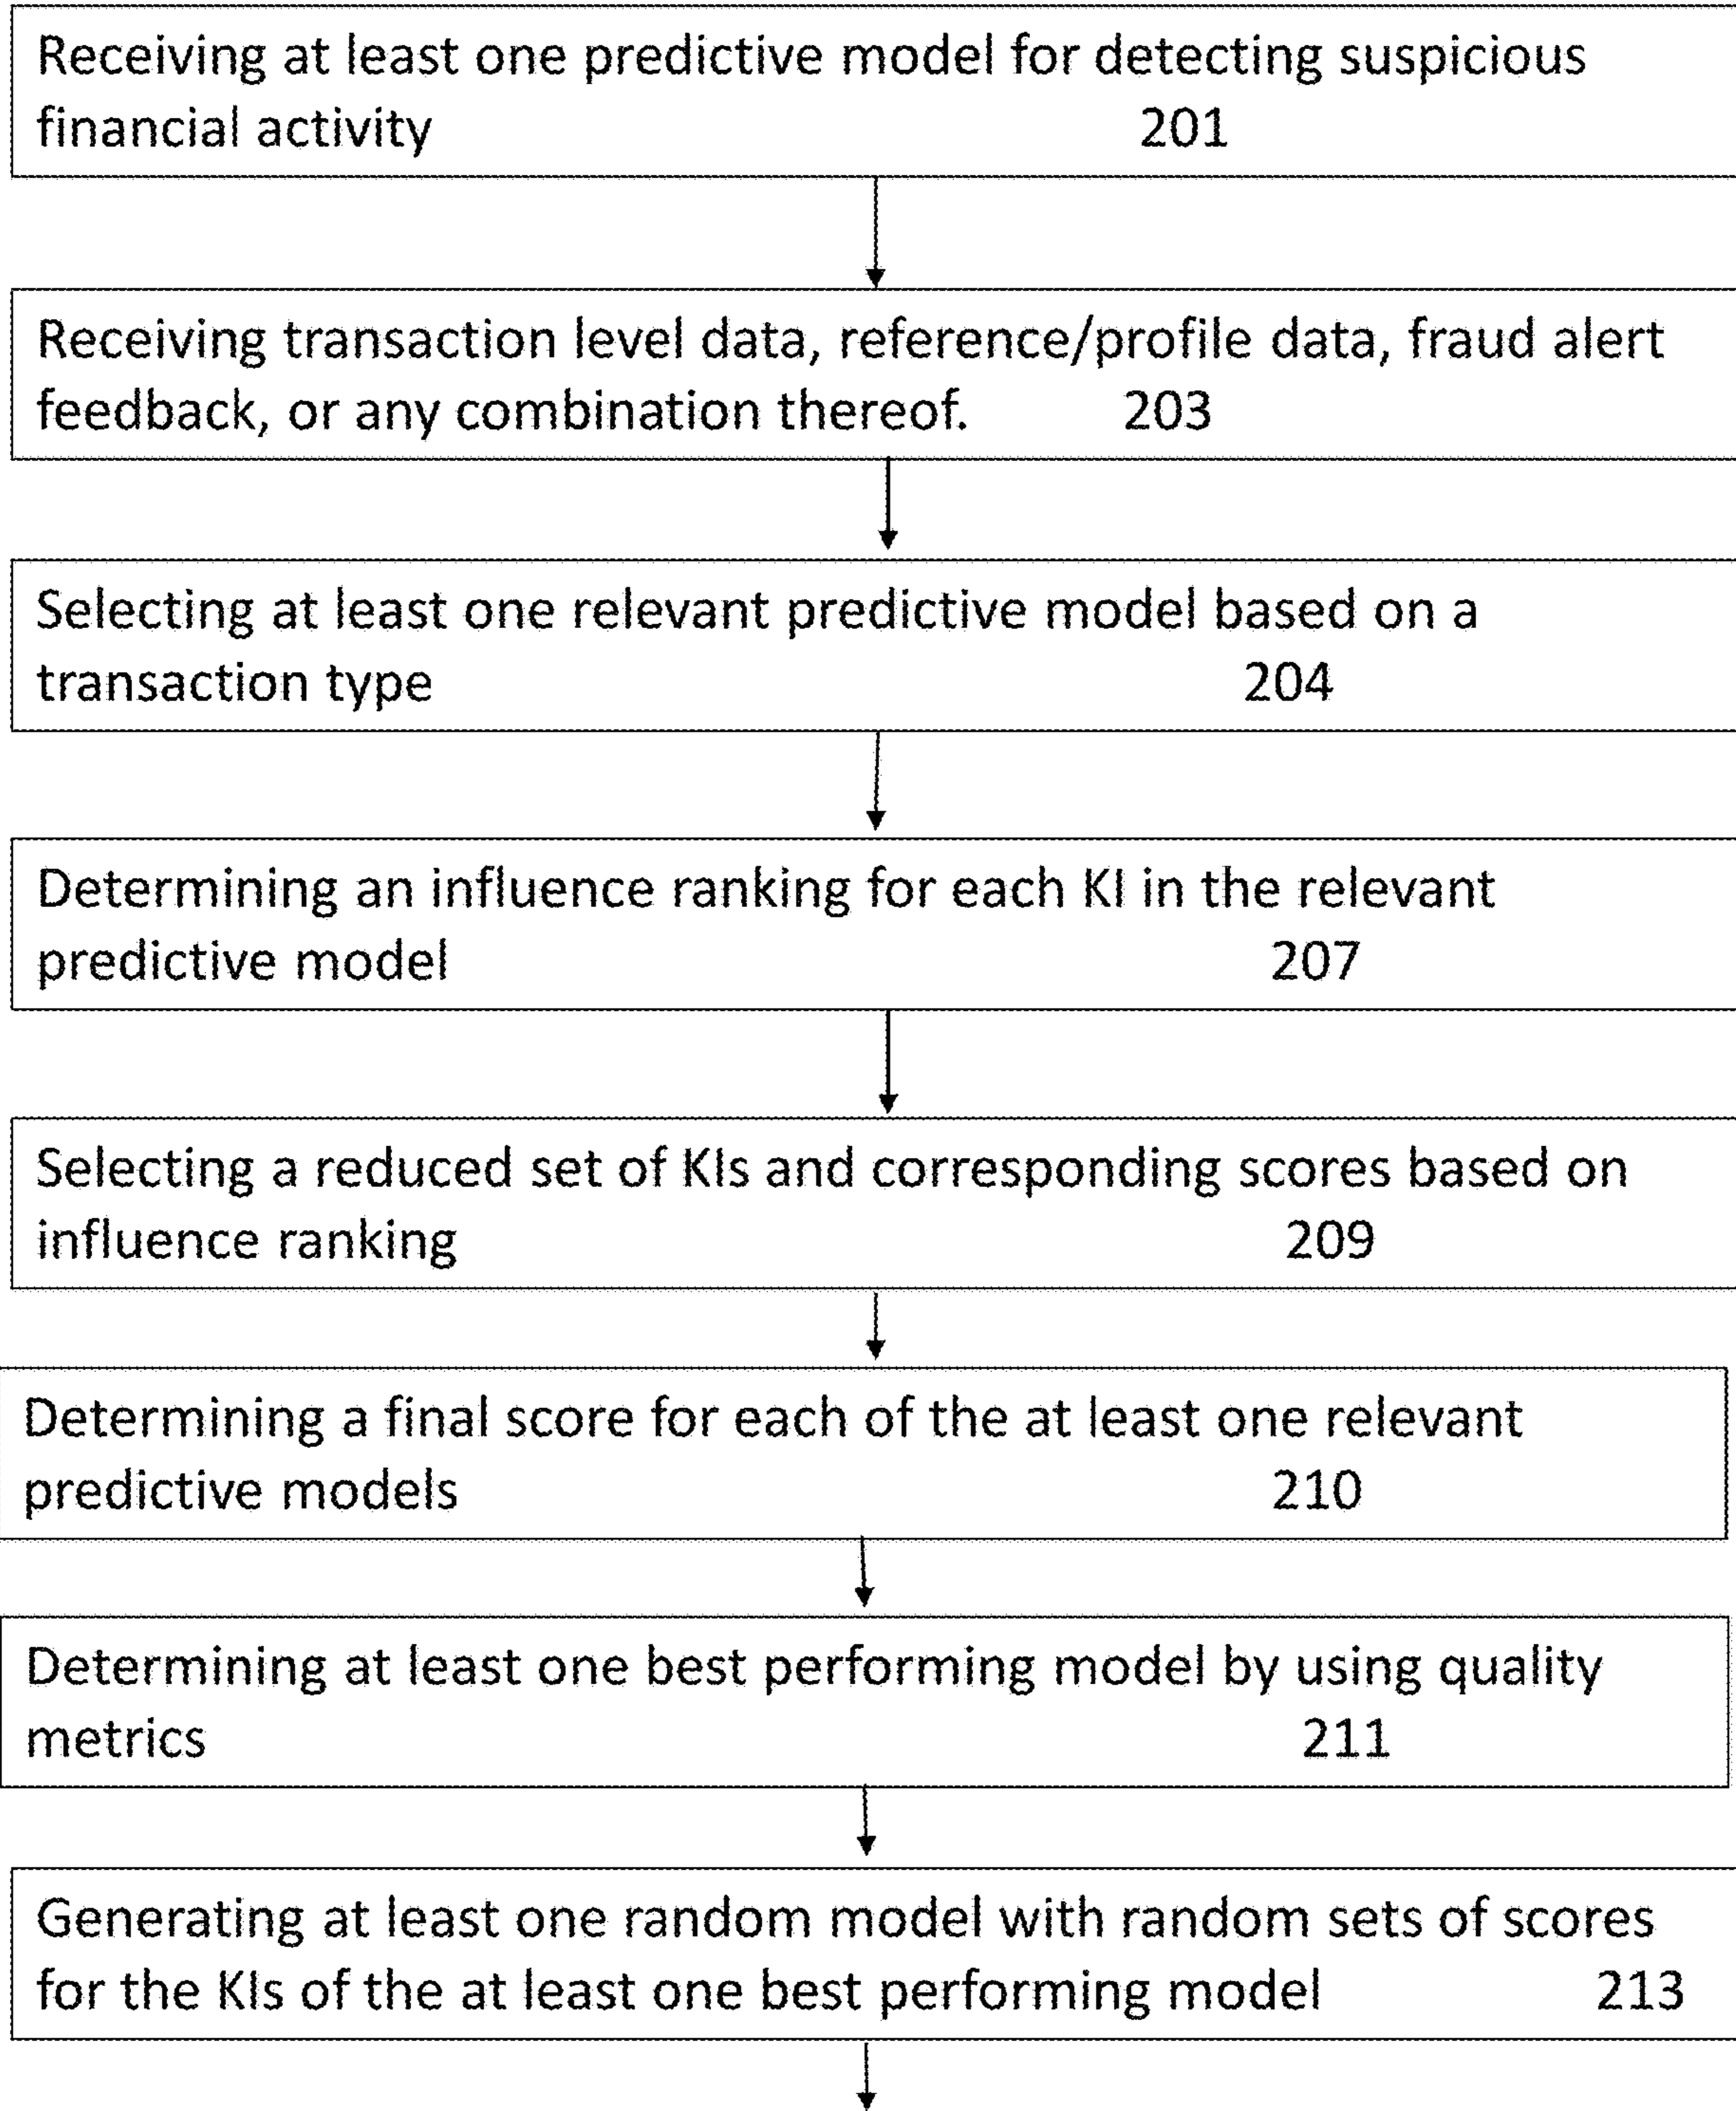 Receiving at least one predictive model for detecting suspicious
financial activity 201
Receiving transaction level data, reference/profile data, fraud alert
feedback, or any combination thereof. 203
Selecting at least one relevant predictive model based on a
transaction type 204
Determining an influence ranking for each KI in the relevant
predictive model 207
Selecting a reduced set of KIs and corresponding scores based on
influence ranking 209
Determining a final score for each of the at least one relevant
predictive models 210
Determining at least one best performing model by using quality
metrics 211
Generating at least one random model with random sets of scores
for the KIs of the at least one best performing model 213